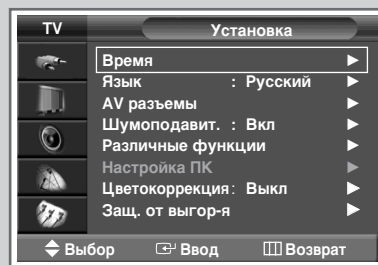 TV Установка
Время
Язык : Русский
AV разъемы
Шумоподавит. : Вкл
Различные функции
Настройка ПК
Цветокоррекция: Выкл
Защ. от выгор-я
Выбор Ввод Возврат